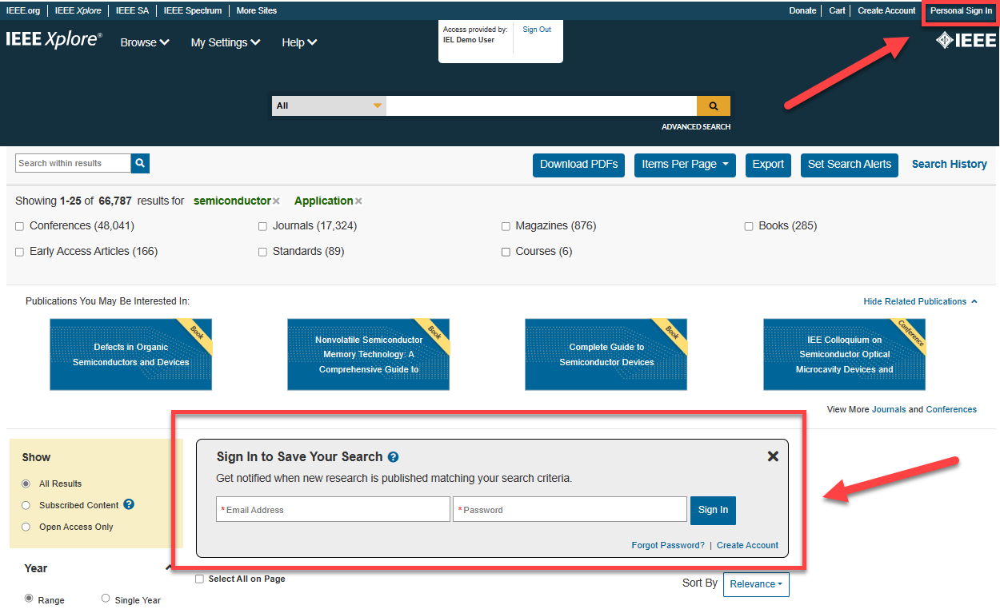 IEEE.org IEEE Xplore IEEE SA IEEE Spectrum More Sites Donate Cart Create Account Personal Sign In
IEEE Xplore® Browse My Settings Help
Access provided by: Sign Out
IEL Demo User
IEEE
All
ADVANCED SEARCH
Search within results Download PDFs Items Per Page Export Set Search Alerts Search History
Showing 1-25 of 66,787 results for semiconductor × Application ×
Conferences (48,041) Journals (17,324) Magazines (876) Books (285)
Early Access Articles (166) Standards (89) Courses (6)
Publications You May Be Interested In: Hide Related Publications
Book
Defects in Organic
Semiconductors and Devices
Book
Nonvolatile Semiconductor
Memory Technology: A
Comprehensive Guide to
Book
Complete Guide to
Semiconductor Devices
Conference
IEE Colloquium on
Semiconductor Optical
Microcavity Devices and
View More Journals and Conferences
Show
All Results
Subscribed Content ?
Open Access Only
Sign In to Save Your Search ?
Get notified when new research is published matching your search criteria.
* Email Address * Password Sign In
Forgot Password? | Create Account
Year
Range Single Year
Select All on Page Sort By Relevance